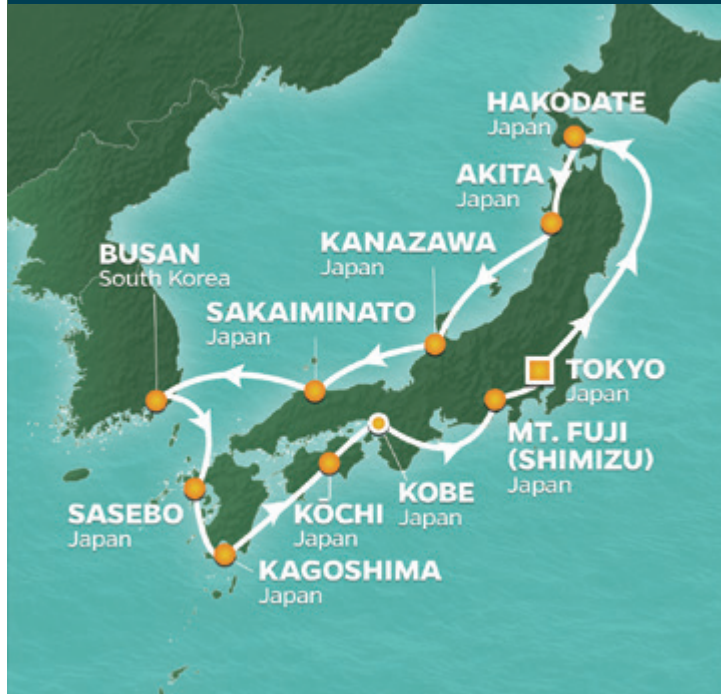 HAKODATE
Japan
AKITA
Japan
KANAZAWA
Japan
BUSAN
South Korea
SAKAIMINATO
Japan
TOKYO
Japan
MT. FUJI
(SHIMIZU)
Japan
KOBE
Japan
KOCHI
Japan
SASEBO
Japan
KAGOSHIMA
Japan